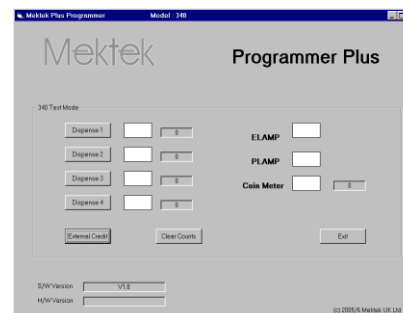 Mektek Plus Programmer Model : 340
Mektek Programmer Plus
340 Test Mode
Dispense 1 0
ELAMP
Dispense 2 0
PLAMP
Dispense 3 0
Coin Meter 0
Dispense 4 0
External Credit Clear Counts Exit
S/W Version V1.8
H/W Version
(c) 2005/6 Mektek UK Ltd